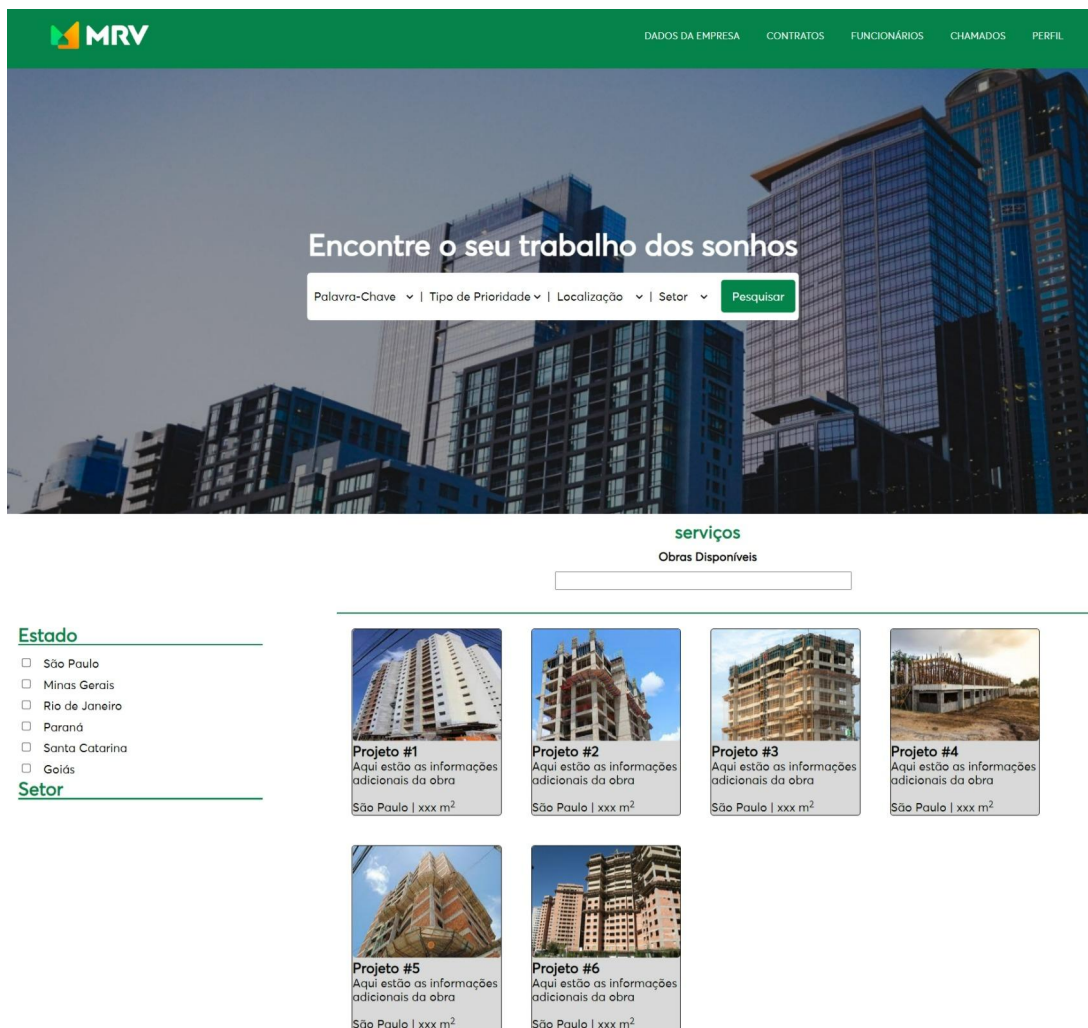 MRV
DADOS DA EMPRESA CONTRATOS FUNCIONÁRIOS CHAMADOS PERFIL
Encontre o seu trabalho dos sonhos
Palavra-Chave | Tipo de Prioridade | Localização | Setor Pesquisar
serviços
Obras Disponíveis
Estado
São Paulo
Minas Gerais
Rio de Janeiro
Paraná
Santa Catarina
Goiás
Setor
Projeto #1
Aqui estão as informações
adicionais da obra
São Paulo | xxx m²
Projeto #2
Aqui estão as informações
adicionais da obra
São Paulo | xxx m²
Projeto #3
Aqui estão as informações
adicionais da obra
São Paulo | xxx m²
Projeto #4
Aqui estão as informações
adicionais da obra
São Paulo | xxx m²
Projeto #5
Aqui estão as informações
adicionais da obra
São Paulo | xxx m²
Projeto #6
Aqui estão as informações
adicionais da obra
São Paulo | xxx m²